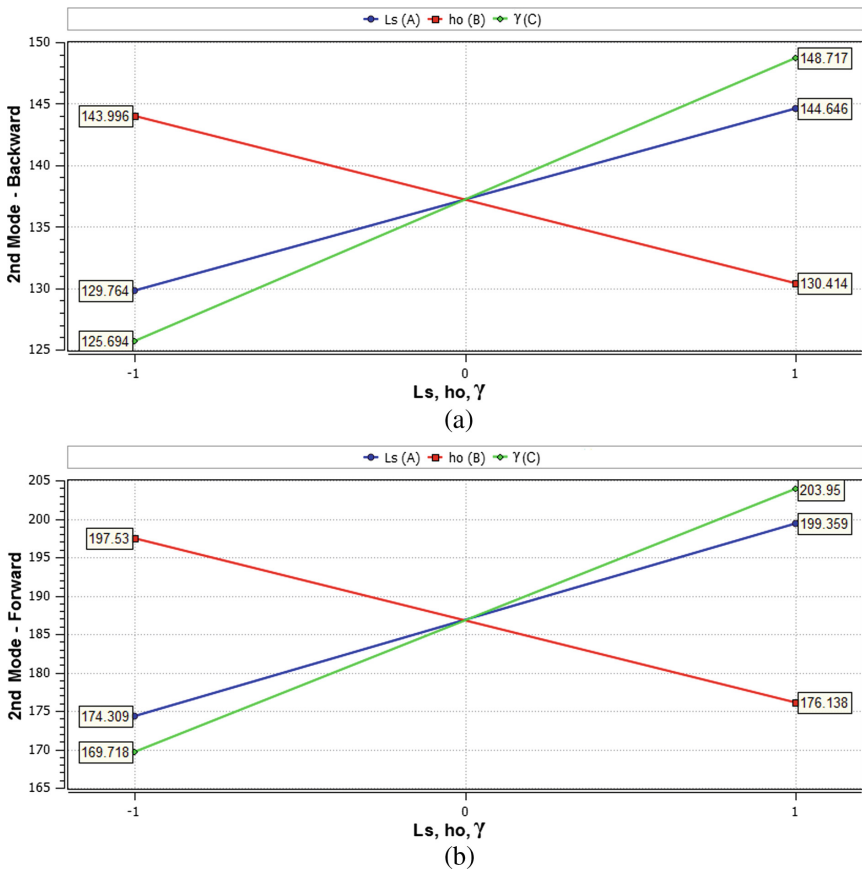 Ls (A) ho (B) γ (C)
2nd Mode - Backward
150
145
140
135
130
125
143.996
129.764
125.694
148.717
144.646
130.414
-1 0 1
Ls, ho, γ
(a)
Ls (A) ho (B) γ (C)
2nd Mode - Forward
205
200
195
190
185
180
175
170
165
197.53
174.309
169.718
203.95
199.359
176.138
-1 0 1
Ls, ho, γ
(b)